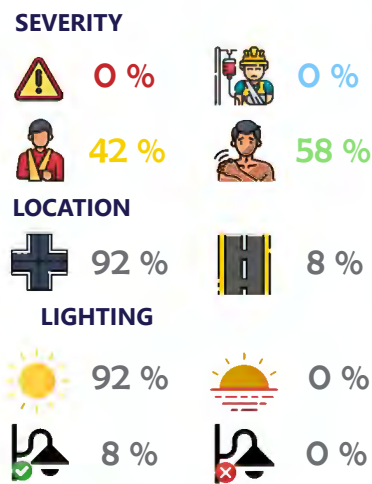 SEVERITY
0 % 0 %
42 % 58 %
LOCATION
92 % 8 %
LIGHTING
92 % 0 %
8 % 0 %